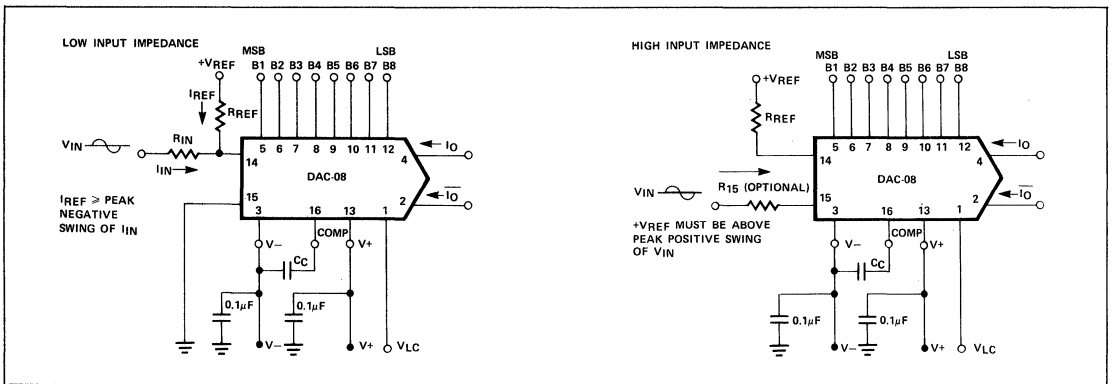 LOW INPUT IMPEDANCE
+VREF
MSB LSB
B1 B2 B3 B4 B5 B6 B7 B8
IREF
RREF
VIN
RIN
IIN
5 6 7 8 9 10 11 12
14
4
IO
DAC-08
15
2
IO
3 16 13 1
IREF ≥ PEAK
NEGATIVE
SWING OF IIN
V− COMP V+
CC
0.1µF 0.1µF
V− V+ VLC
HIGH INPUT IMPEDANCE
+VREF
MSB LSB
B1 B2 B3 B4 B5 B6 B7 B8
RREF
5 6 7 8 9 10 11 12
14
4
IO
DAC-08
VIN
R15 (OPTIONAL)
15
2
IO
3 16 13 1
+VREF MUST BE ABOVE
PEAK POSITIVE SWING
OF VIN
V− COMP V+
CC
0.1µF 0.1µF
V− V+ VLC